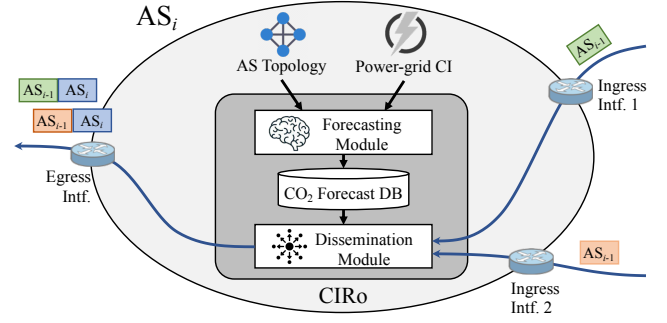 ASᵢ
AS Topology
Power-grid CI
ASᵢ₋₁
ASᵢ₋₁ ASᵢ
ASᵢ₋₁ ASᵢ
Ingress
Intf. 1
Forecasting
Module
Egress
Intf.
CO₂ Forecast DB
Dissemination
Module
ASᵢ₋₁
CIRo
Ingress
Intf. 2